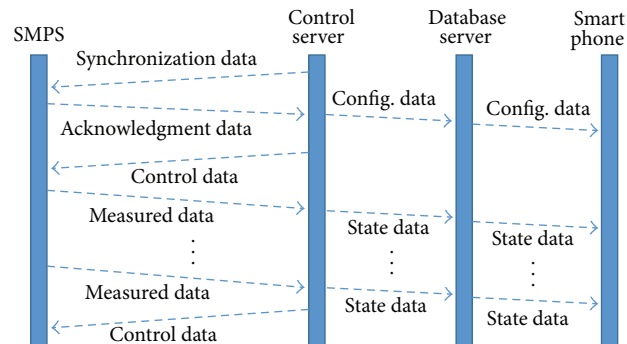 SMPS
Control
server
Database
server
Smart
phone
Synchronization data
Config. data
Config. data
Acknowledgment data
Control data
Measured data
State data
State data
Measured data
State data
State data
Control data